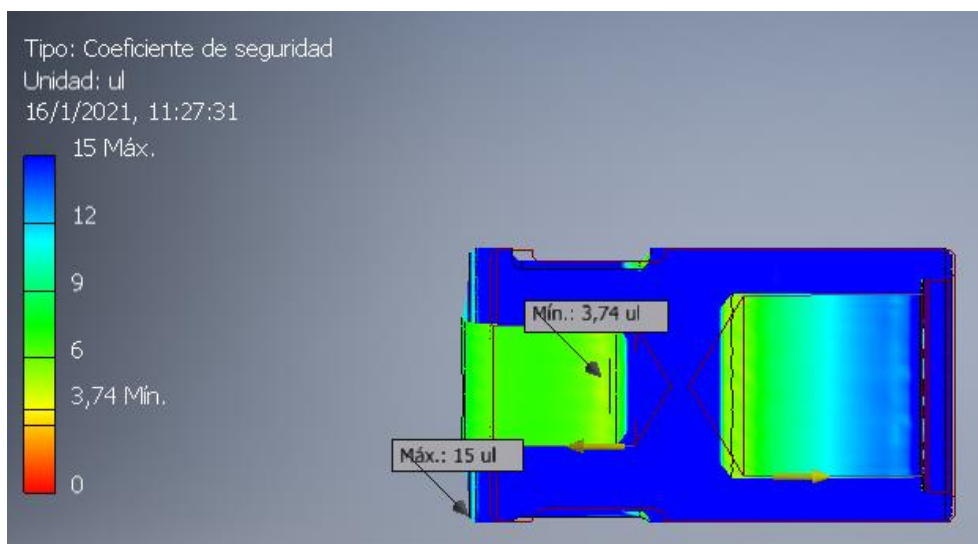 Tipo: Coeficiente de seguridad
Unidad: ul
16/1/2021, 11:27:31
15 Máx.
12
9
6
3,74 Mín.
0
Mín.: 3,74 ul
Máx.: 15 ul